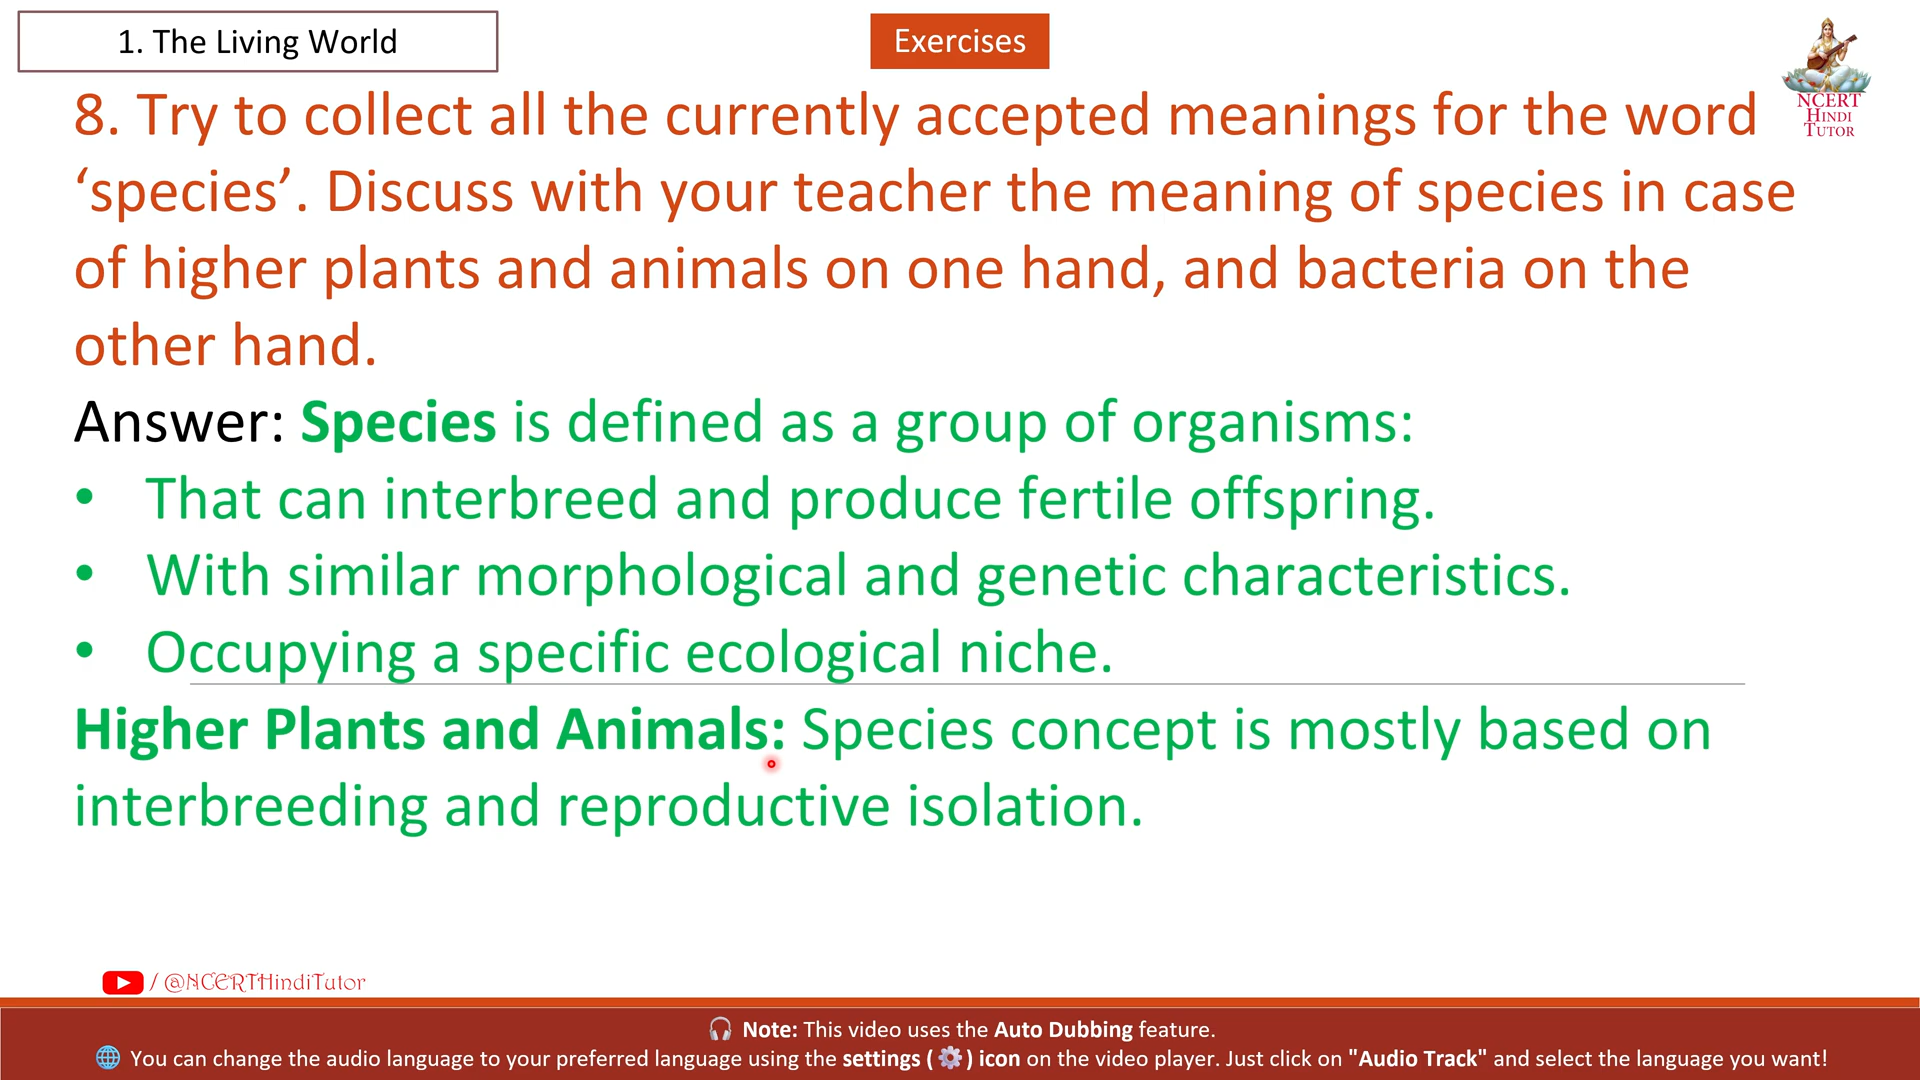 1. The Living World
Exercises
NCERT
HINDI
TUTOR
8. Try to collect all the currently accepted meanings for the word
‘species’. Discuss with your teacher the meaning of species in case
of higher plants and animals on one hand, and bacteria on the
other hand.
Answer: Species is defined as a group of organisms:
• That can interbreed and produce fertile offspring.
• With similar morphological and genetic characteristics.
• Occupying a specific ecological niche.
Higher Plants and Animals: Species concept is mostly based on
interbreeding and reproductive isolation.
/ @NCERTHindiTutor
🎧 Note: This video uses the Auto Dubbing feature.
🌐 You can change the audio language to your preferred language using the settings ( ⚙️ ) icon on the video player. Just click on "Audio Track" and select the language you want!